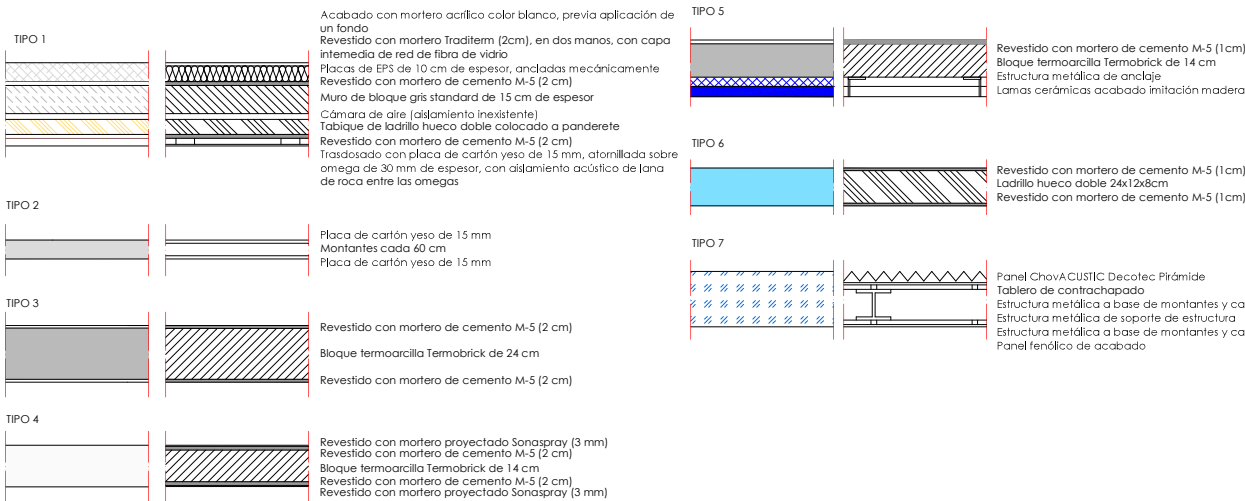 TIPO 1
Acabado con mortero acrílico color blanco, previa aplicación de
un fondo
Revestido con mortero Traditerm (2cm), en dos manos, con capa
intemedia de red de fibra de vidrio
Placas de EPS de 10 cm de espesor, ancladas mecánicamente
Revestido con mortero de cemento M-5 (2 cm)
Muro de bloque gris standard de 15 cm de espesor
Cámara de aire (aislamiento inexistente)
Tabique de ladrillo hueco doble colocado a panderete
Revestido con mortero de cemento M-5 (2 cm)
Trasdosado con placa de cartón yeso de 15 mm, atornillada sobre
omega de 30 mm de espesor, con aislamiento acústico de lana
de roca entre las omegas
TIPO 2
Placa de cartón yeso de 15 mm
Montantes cada 60 cm
Placa de cartón yeso de 15 mm
TIPO 3
Revestido con mortero de cemento M-5 (2 cm)
Bloque termoarcilla Termobrick de 24 cm
Revestido con mortero de cemento M-5 (2 cm)
TIPO 4
Revestido con mortero proyectado Sonaspray (3 mm)
Revestido con mortero de cemento M-5 (2 cm)
Bloque termoarcilla Termobrick de 14 cm
Revestido con mortero de cemento M-5 (2 cm)
Revestido con mortero proyectado Sonaspray (3 mm)
TIPO 5
Revestido con mortero de cemento M-5 (1cm)
Bloque termoarcilla Termobrick de 14 cm
Estructura metálica de anclaje
Lamas cerámicas acabado imitación madera
TIPO 6
Revestido con mortero de cemento M-5 (1cm)
Ladrillo hueco doble 24x12x8cm
Revestido con mortero de cemento M-5 (1cm)
TIPO 7
Panel ChovACUSTIC Decotec Pirámide
Tablero de contrachapado
Estructura metálica a base de montantes y ca
Estructura metálica de soporte de estructura
Estructura metálica a base de montantes y ca
Panel fenólico de acabado